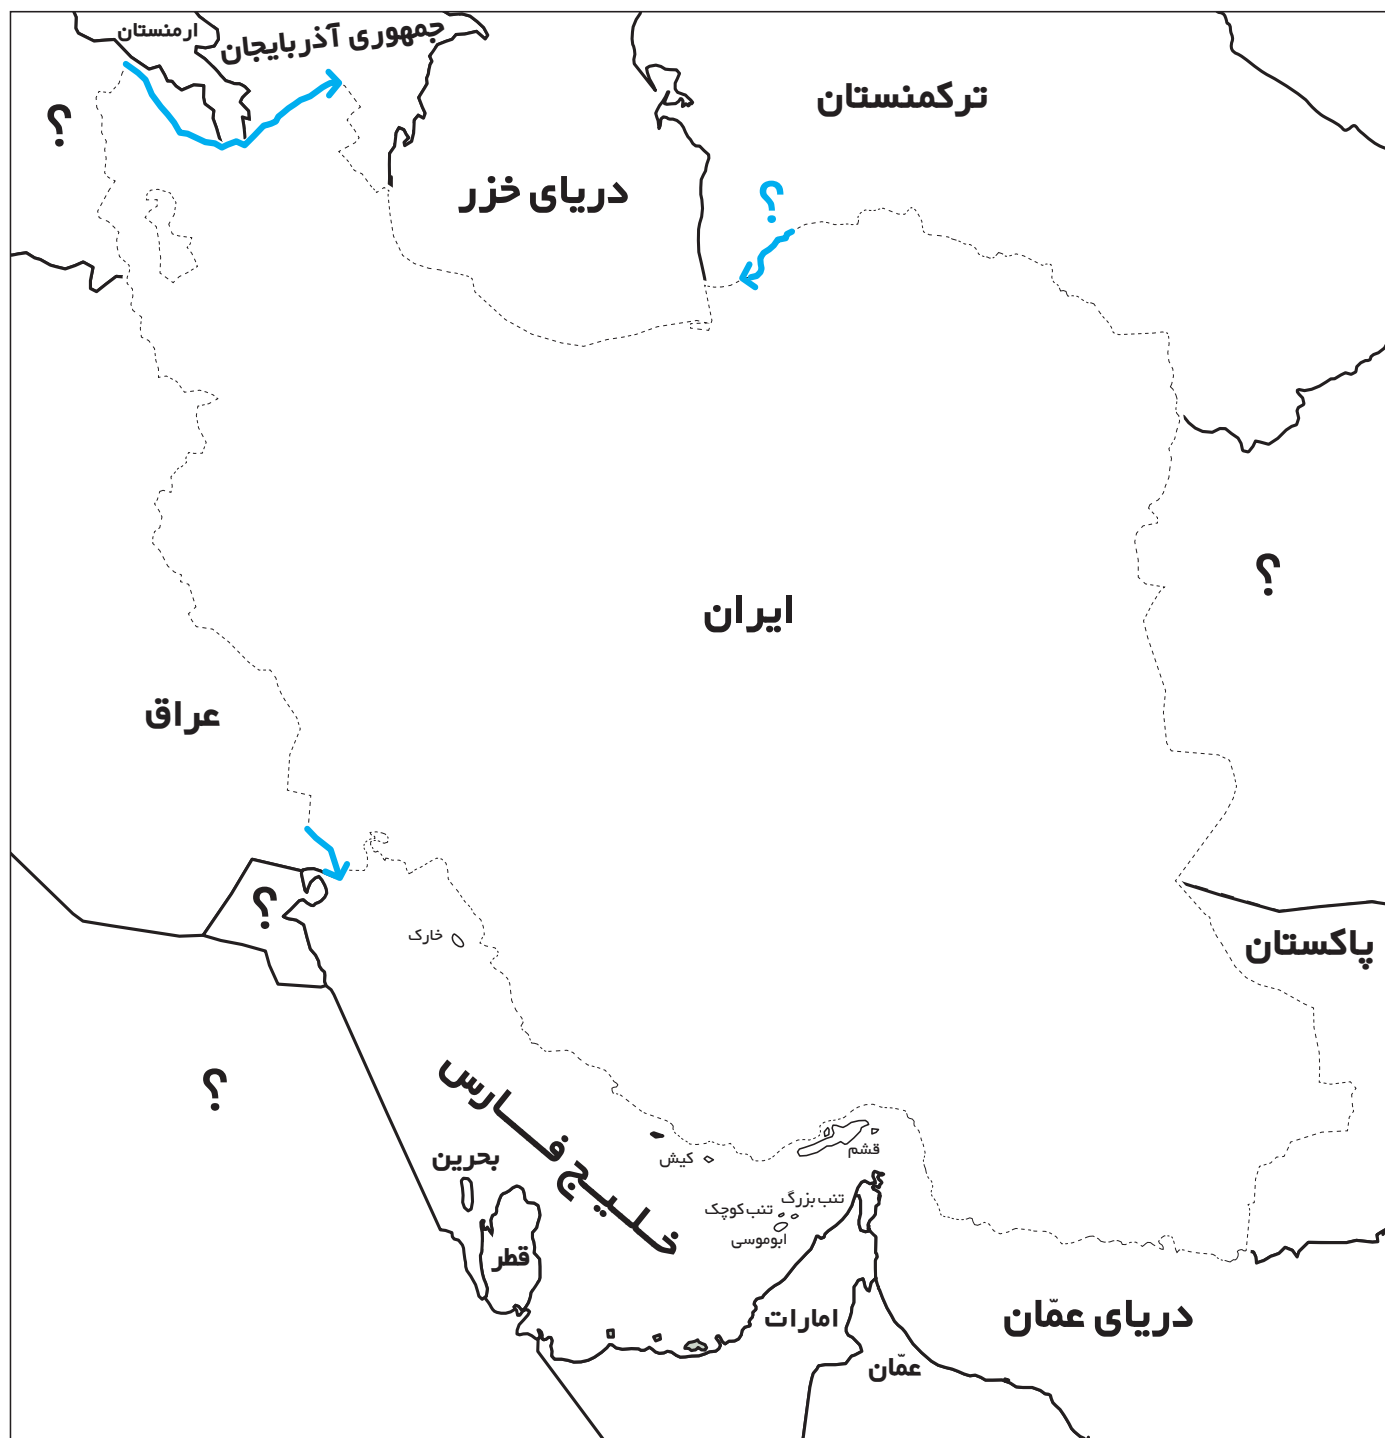 ارمنستان
جمهوری آذربایجان
ترکمنستان
؟
دریای خزر
؟
؟
ایران
عراق
؟
پاکستان
خارک
؟
خلیج فارس
قشم
کیش
بحرین
تنب بزرگ
تنب کوچک
ابوموسی
قطر
امارات
دریای عمّان
عمّان